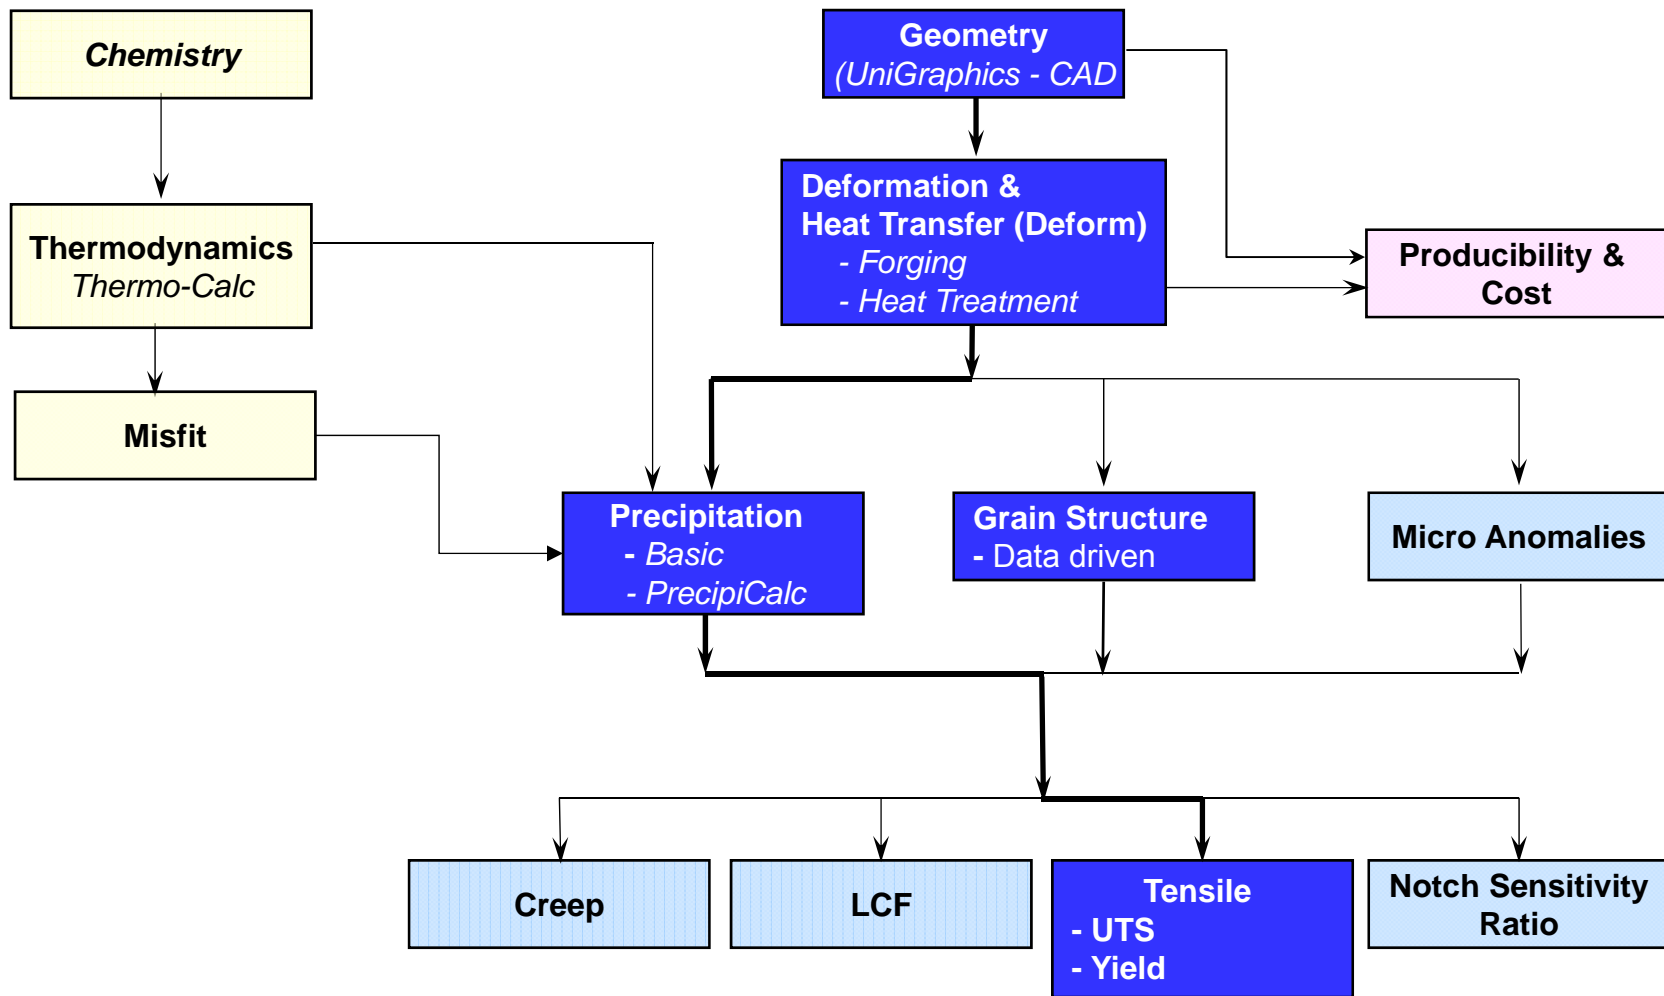 Chemistry
Geometry
(UniGraphics - CAD
Deformation &
Heat Transfer (Deform)
- Forging
- Heat Treatment
Thermodynamics
Thermo-Calc
Producibility &
Cost
Misfit
Precipitation
- Basic
- PrecipiCalc
Grain Structure
- Data driven
Micro Anomalies
Creep
LCF
Tensile
- UTS
- Yield
Notch Sensitivity
Ratio